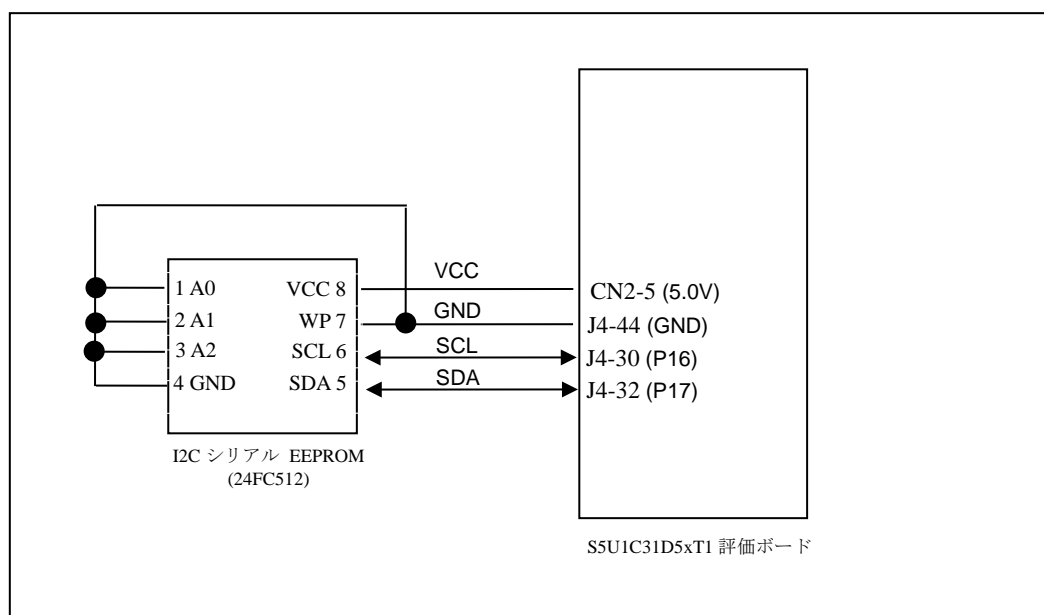 VCC
1 A0 VCC 8 CN2-5 (5.0V)
GND
2 A1 WP 7 J4-44 (GND)
SCL
3 A2 SCL 6 J4-30 (P16)
SDA
4 GND SDA 5 J4-32 (P17)
I2C シリアル EEPROM
(24FC512)
S5U1C31D5xT1 評価ボード